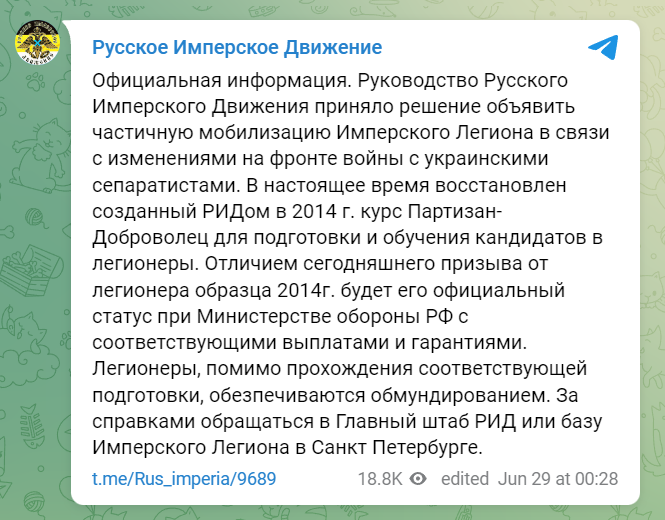 Русское Имперское Движение
Официальная информация. Руководство Русского
Имперского Движения приняло решение объявить
частичную мобилизацию Имперского Легиона в связи
с изменениями на фронте войны с украинскими
сепаратистами. В настоящее время восстановлен
созданный РИДом в 2014 г. курс Партизан-
Доброволец для подготовки и обучения кандидатов в
легионеры. Отличием сегодняшнего призыва от
легионера образца 2014г. будет его официальный
статус при Министерстве обороны РФ с
соответствующими выплатами и гарантиями.
Легионеры, помимо прохождения соответствующей
подготовки, обеспечиваются обмундированием. За
справками обращаться в Главный штаб РИД или базу
Имперского Легиона в Санкт Петербурге.
t.me/Rus_imperia/9689 18.8K edited Jun 29 at 00:28